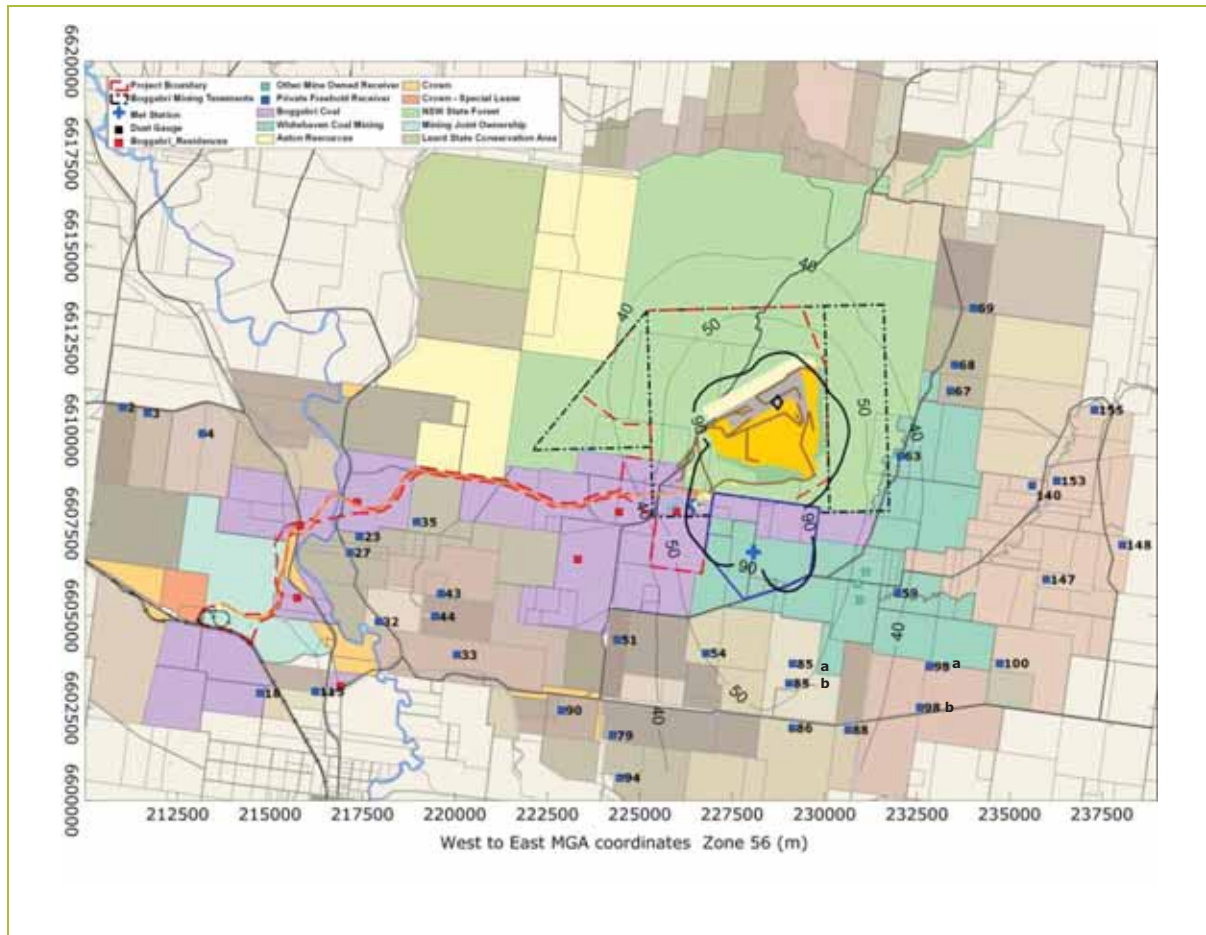 6620000
Project Boundary
Boggabri Mining Tenements
Met Station
Dust Gauge
Boggabri_Residences
Other Mine Owned Receiver
Private Freehold Receiver
Boggabri Coal
Whitehaven Coal Mining
Aston Resources
Crown
Crown - Special Lease
NSW State Forest
Mining Joint Ownership
Leard State Conservation Area
6617500
6615000
40
40
6612500
50
69
68
6610000
2
3
4
90
50
40
67
155
63
153
140
6607500
35
23
27
40
50
90
90
148
147
59
6605000
43
44
32
33
51
54
40
85 a
85 b
98 a
100
6602500
18
115
90
79
40
50
86
88
98 b
94
6600000
212500 215000 217500 220000 222500 225000 227500 230000 232500 235000 237500
West to East MGA coordinates Zone 56 (m)